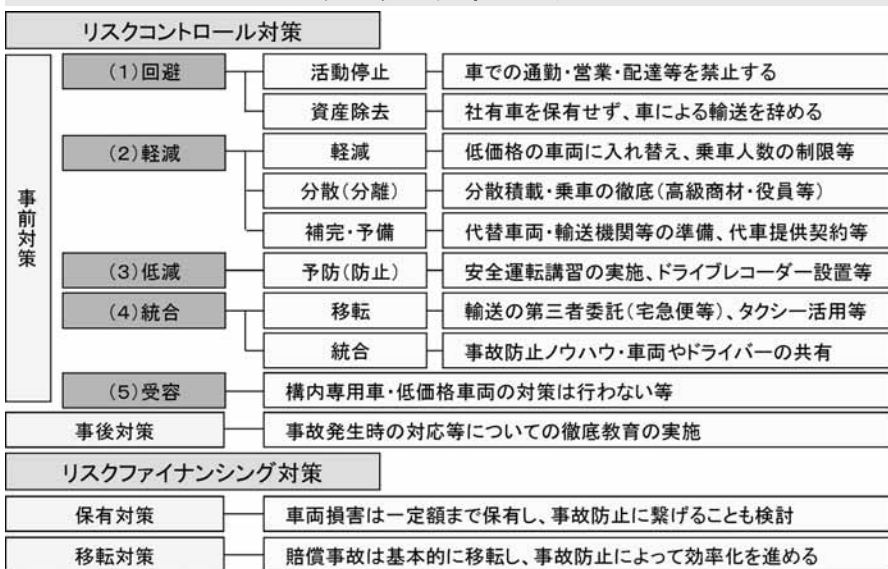 リスクコントロール対策
事前対策
(1)回避
活動停止
車での通勤・営業・配達等を禁止する
資産除去
社有車を保有せず、車による輸送を辞める
(2)軽減
軽減
低価格の車両に入れ替え、乗車人数の制限等
分散(分離)
分散積載・乗車の徹底(高級商材・役員等)
補完・予備
代替車両・輸送機関等の準備、代車提供契約等
(3)低減
予防(防止)
安全運転講習の実施、ドライブレコーダー設置等
(4)統合
移転
輸送の第三者委託(宅急便等)、タクシー活用等
統合
事故防止ノウハウ・車両やドライバーの共有
(5)受容
構内専用車・低価格車両の対策は行わない等
事後対策
事故発生時の対応等についての徹底教育の実施
リスクファイナンシング対策
保有対策
車両損害は一定額まで保有し、事故防止に繋げることも検討
移転対策
賠償事故は基本的に移転し、事故防止によって効率化を進める